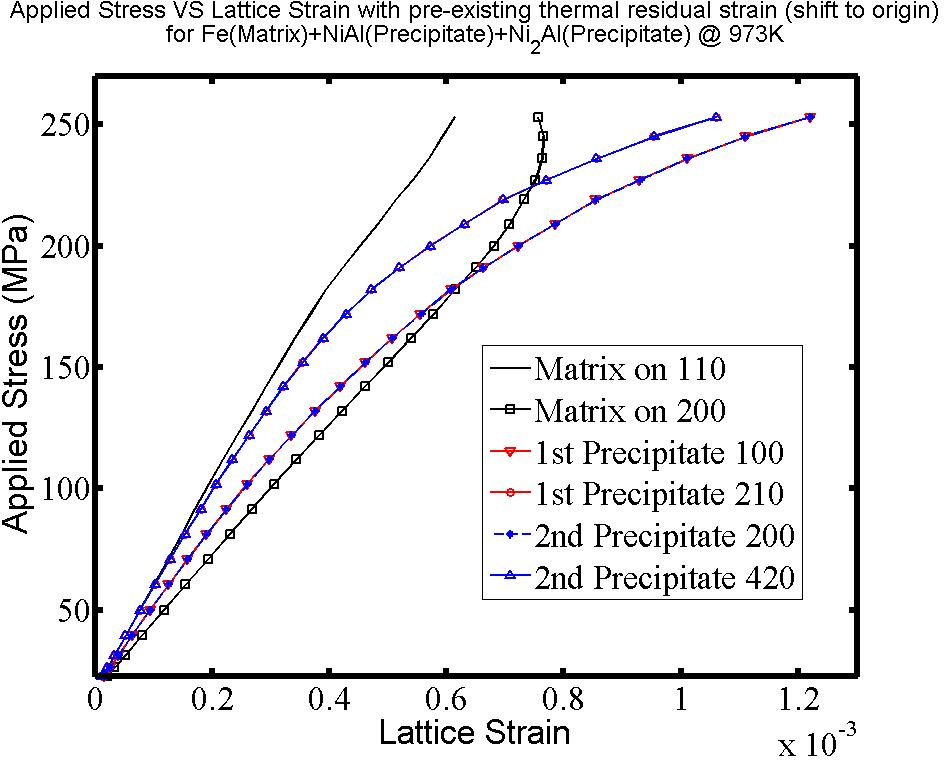 Applied Stress VS Lattice Strain with pre-existing thermal residual strain (shift to origin)
for Fe(Matrix)+NiAl(Precipitate)+Ni₂Al(Precipitate) @ 973K
Applied Stress (MPa)
250
200
150
100
50
Matrix on 110
Matrix on 200
1st Precipitate 100
1st Precipitate 210
2nd Precipitate 200
2nd Precipitate 420
0 0.2 0.4 0.6 0.8 1 1.2
Lattice Strain
x 10⁻³